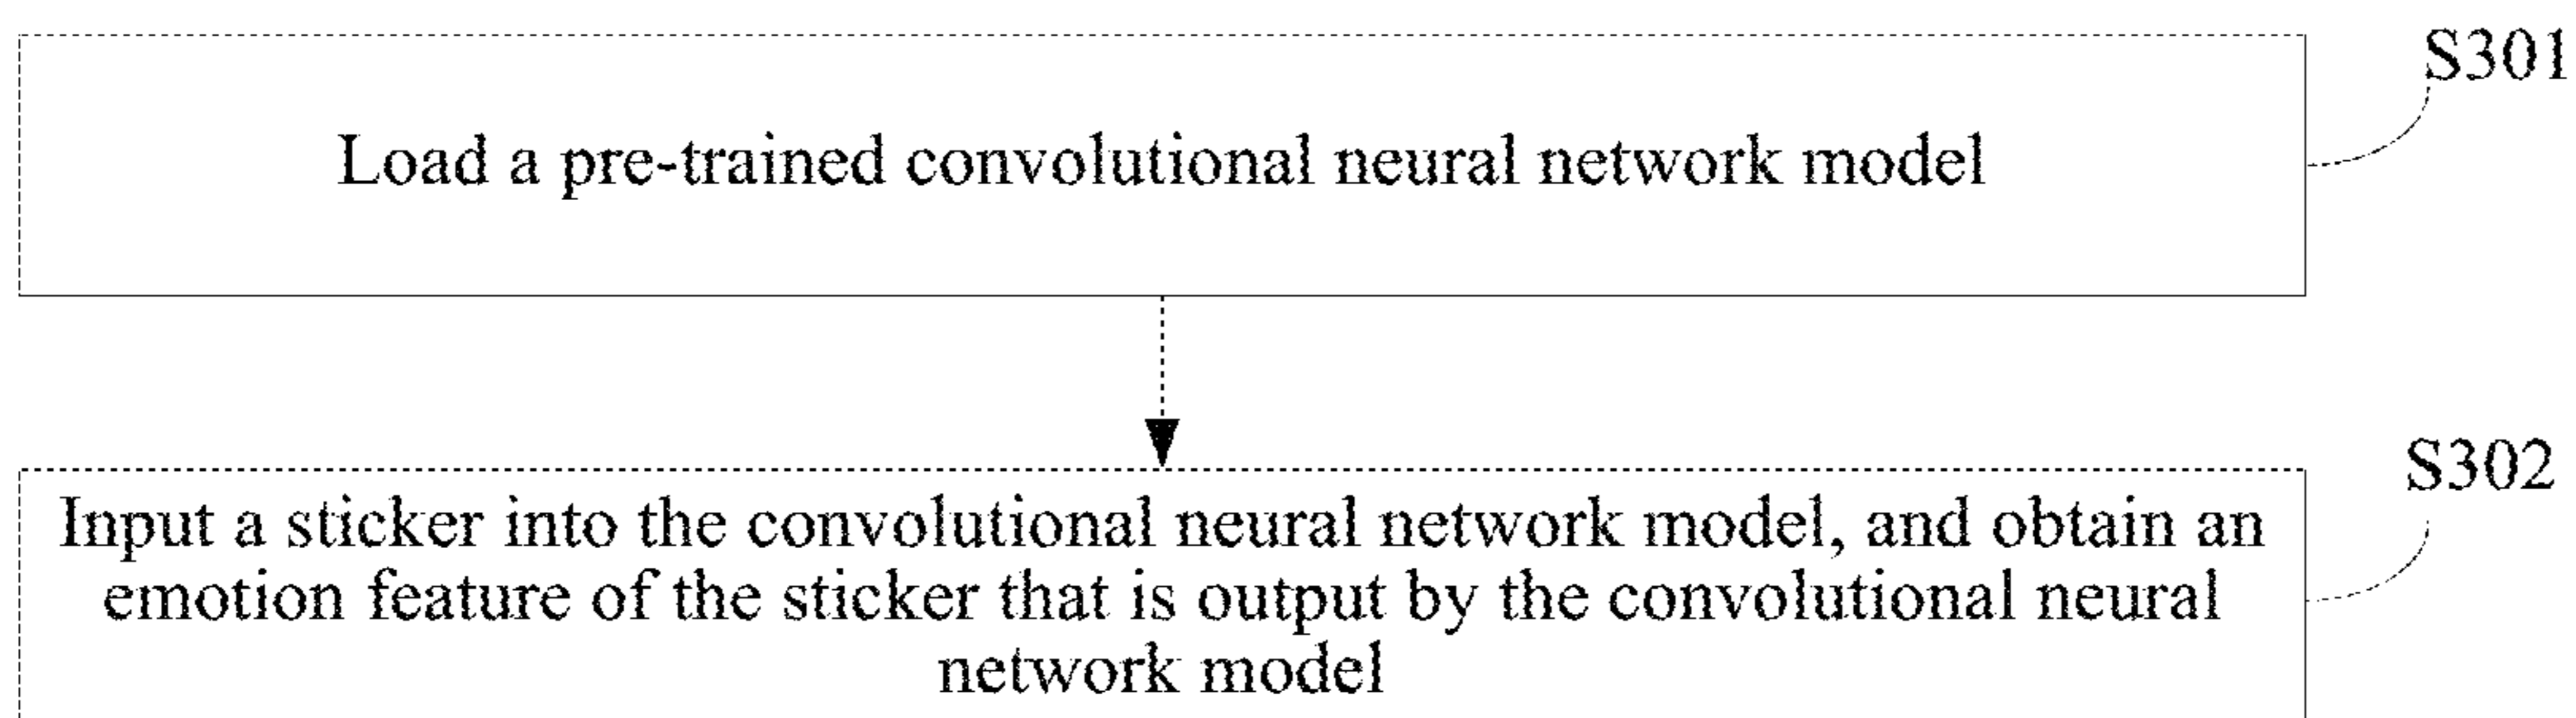 S301
Load a pre-trained convolutional neural network model
S302
Input a sticker into the convolutional neural network model, and obtain an
emotion feature of the sticker that is output by the convolutional neural
network model